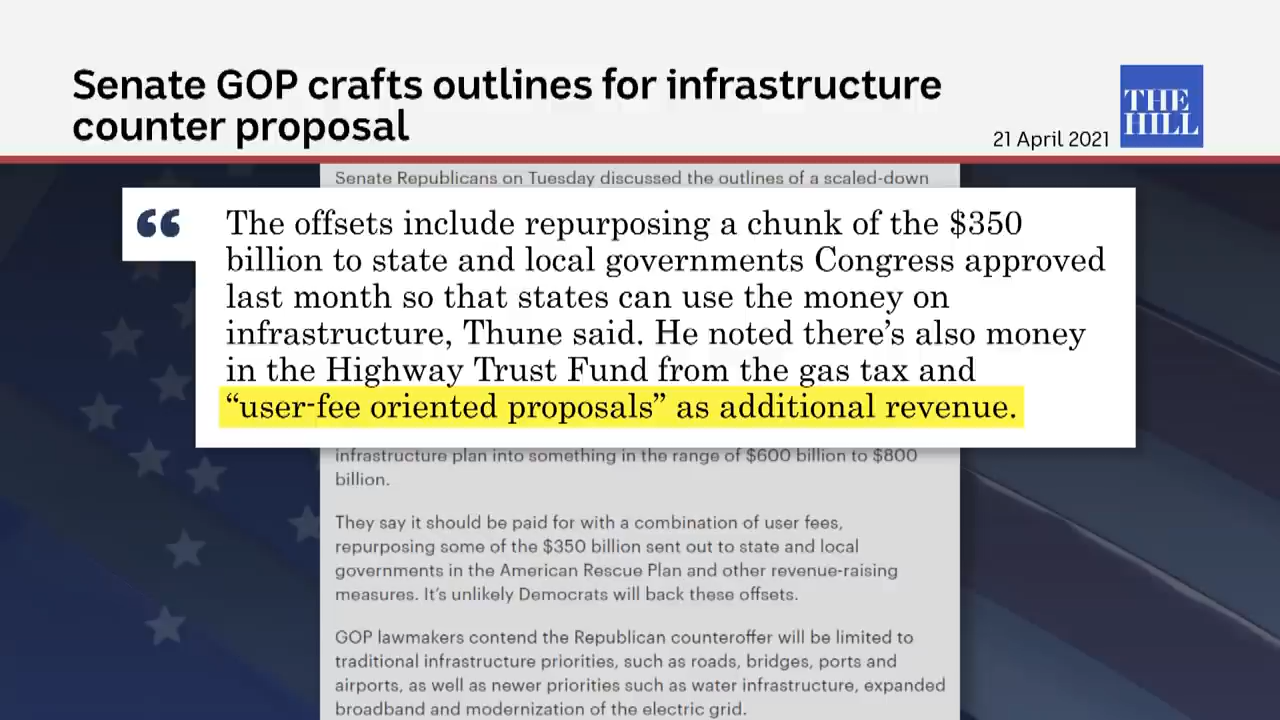 Senate GOP crafts outlines for infrastructure
counter proposal
21 April 2021
THE
HILL
Senate Republicans on Tuesday discussed the outlines of a scaled-down
“
The offsets include repurposing a chunk of the $350
billion to state and local governments Congress approved
last month so that states can use the money on
infrastructure, Thune said. He noted there’s also money
in the Highway Trust Fund from the gas tax and
“user-fee oriented proposals” as additional revenue.
infrastructure plan into something in the range of $600 billion to $800
billion.
They say it should be paid for with a combination of user fees,
repurposing some of the $350 billion sent out to state and local
governments in the American Rescue Plan and other revenue-raising
measures. It’s unlikely Democrats will back these offsets.
GOP lawmakers contend the Republican counteroffer will be limited to
traditional infrastructure priorities, such as roads, bridges, ports and
airports, as well as newer priorities such as water infrastructure, expanded
broadband and modernization of the electric grid.